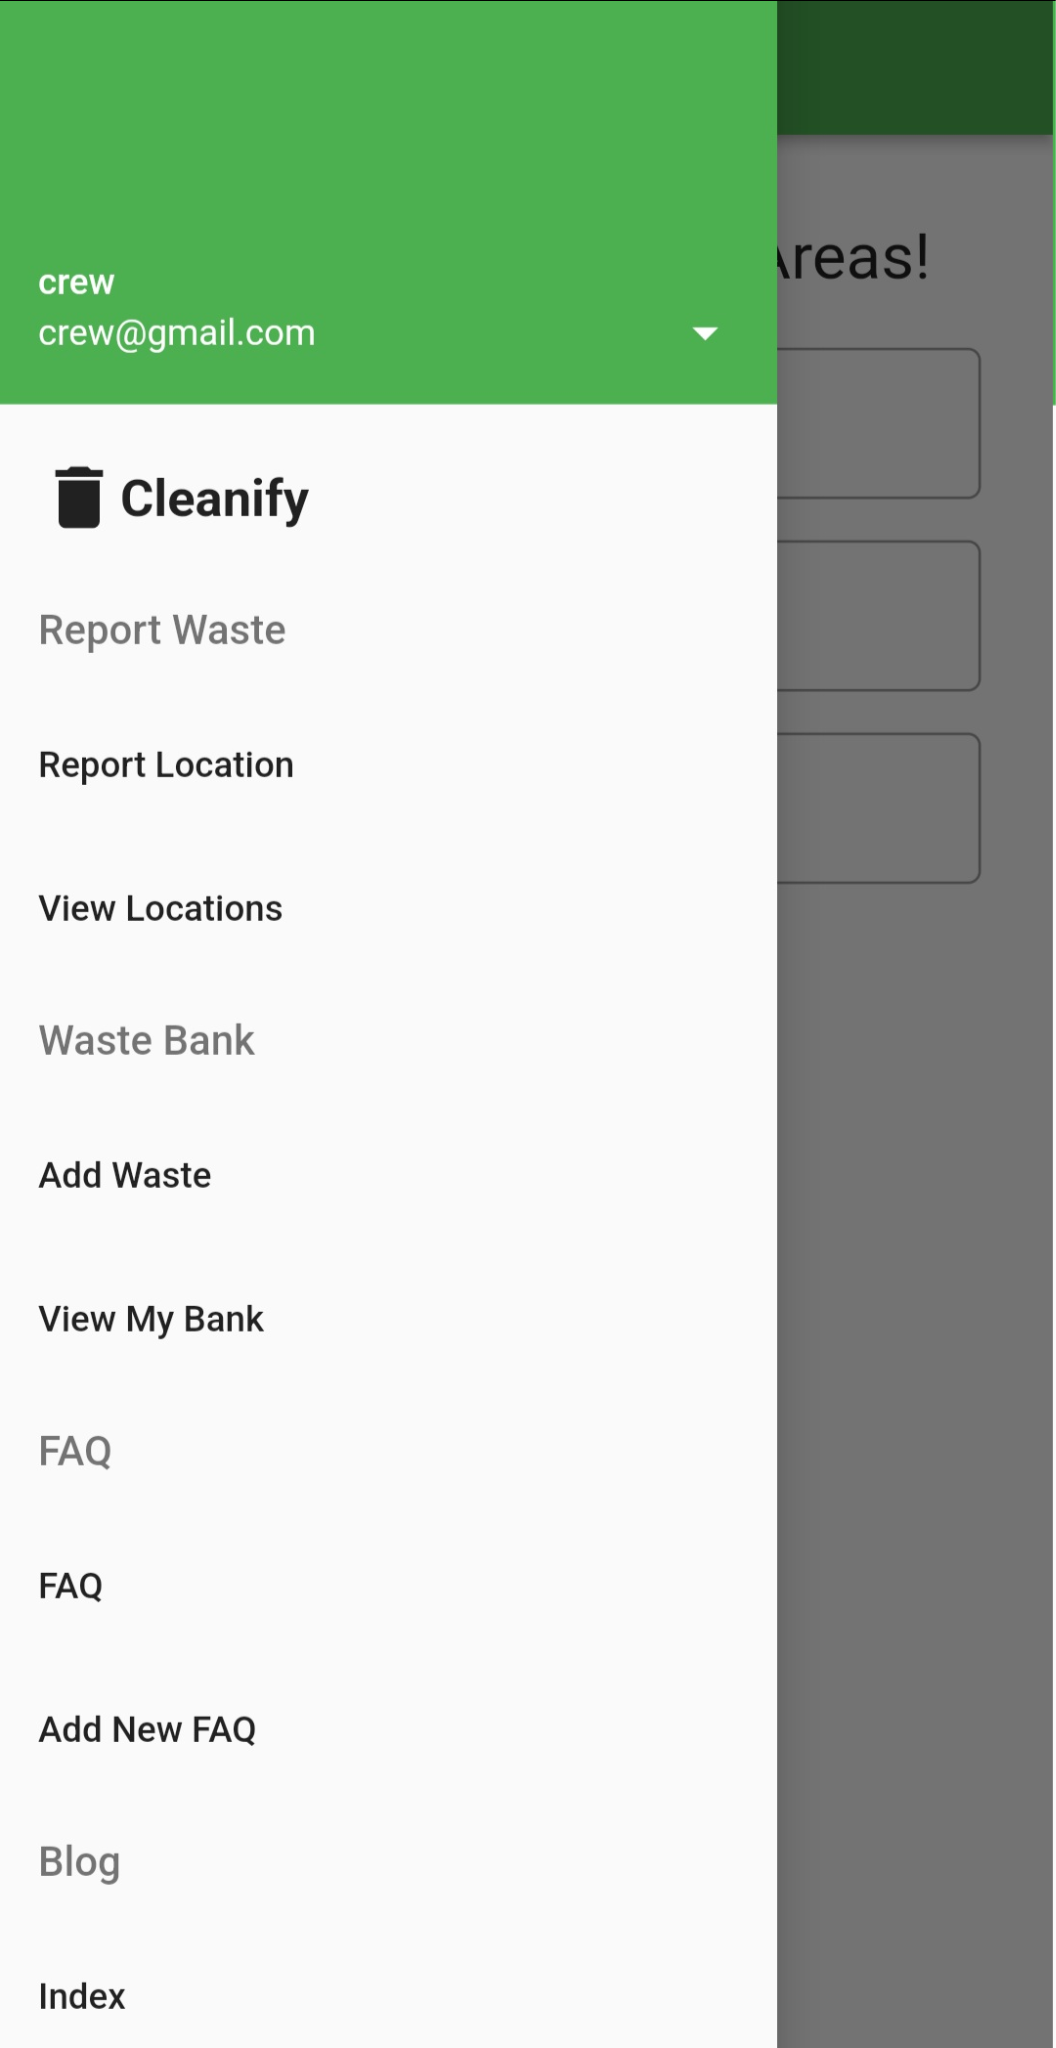 crew
crew@gmail.com
Areas!
Cleanify
Report Waste
Report Location
View Locations
Waste Bank
Add Waste
View My Bank
FAQ
FAQ
Add New FAQ
Blog
Index